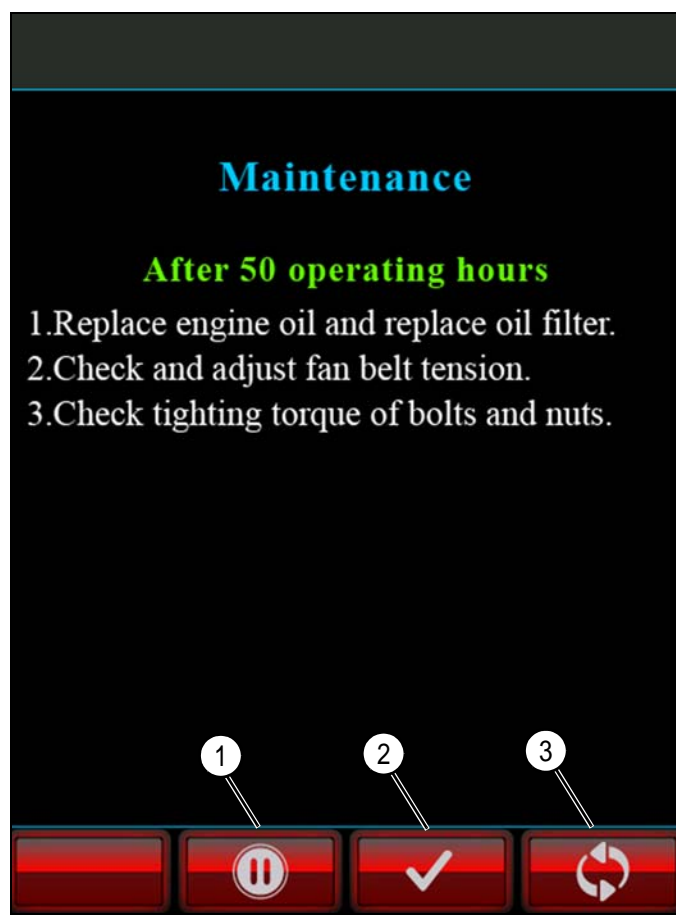 Maintenance
After 50 operating hours
1.Replace engine oil and replace oil filter.
2.Check and adjust fan belt tension.
3.Check tighting torque of bolts and nuts.
1
2
3